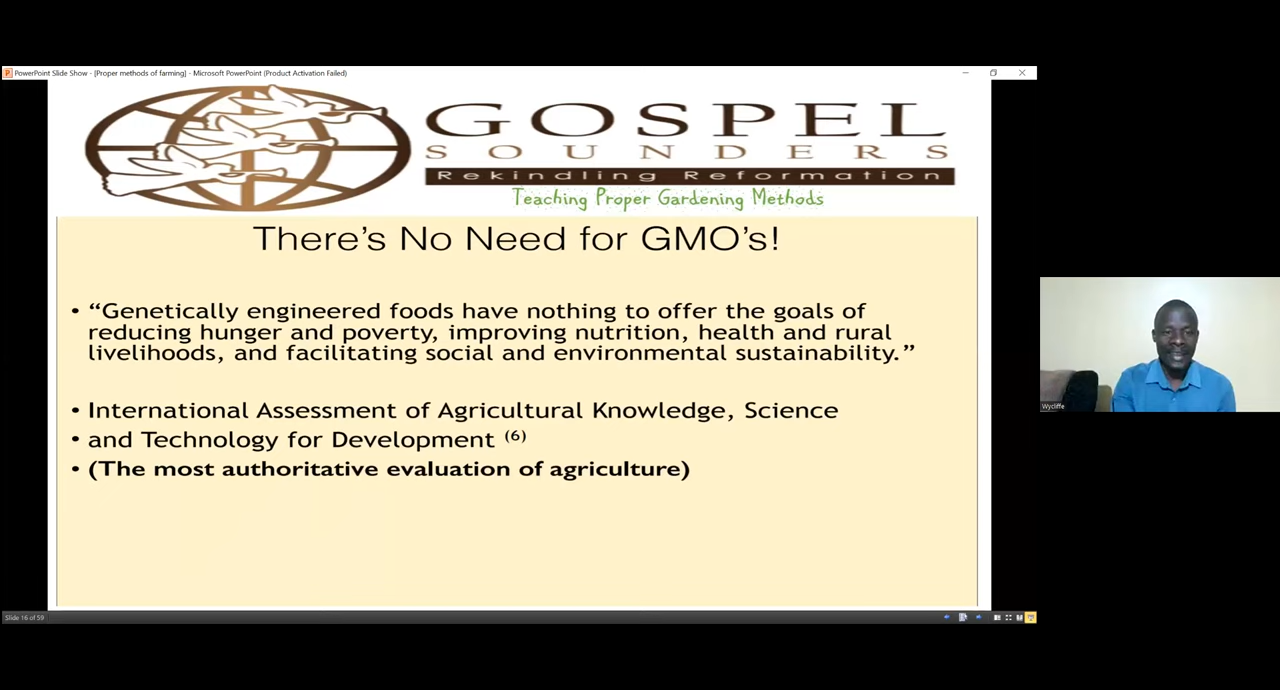 PowerPoint Slide Show - [Proper methods of farming] - Microsoft PowerPoint (Product Activation Failed)
GOSPEL
SOUNDERS
Rekindling Reformation
Teaching Proper Gardening Methods
There's No Need for GMO's!
• “Genetically engineered foods have nothing to offer the goals of
reducing hunger and poverty, improving nutrition, health and rural
livelihoods, and facilitating social and environmental sustainability.”
• International Assessment of Agricultural Knowledge, Science
• and Technology for Development (6)
• (The most authoritative evaluation of agriculture)
Wycliffe
Slide 16 of 59